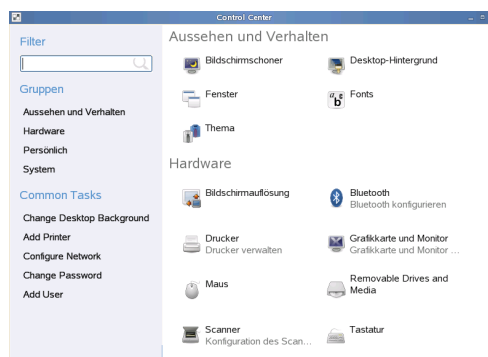 Control Center
Filter
Gruppen
Aussehen und Verhalten
Hardware
Persönlich
System
Common Tasks
Change Desktop Background
Add Printer
Configure Network
Change Password
Add User
Aussehen und Verhalten
Bildschirmschoner
Desktop-Hintergrund
Fenster
Fonts
Thema
Hardware
Bildschirmauflösung
Bluetooth
Bluetooth konfigurieren
Drucker
Drucker verwalten
Grafikkarte und Monitor
Grafikkarte und Monitor ...
Maus
Removable Drives and
Media
Scanner
Konfiguration des Scan...
Tastatur